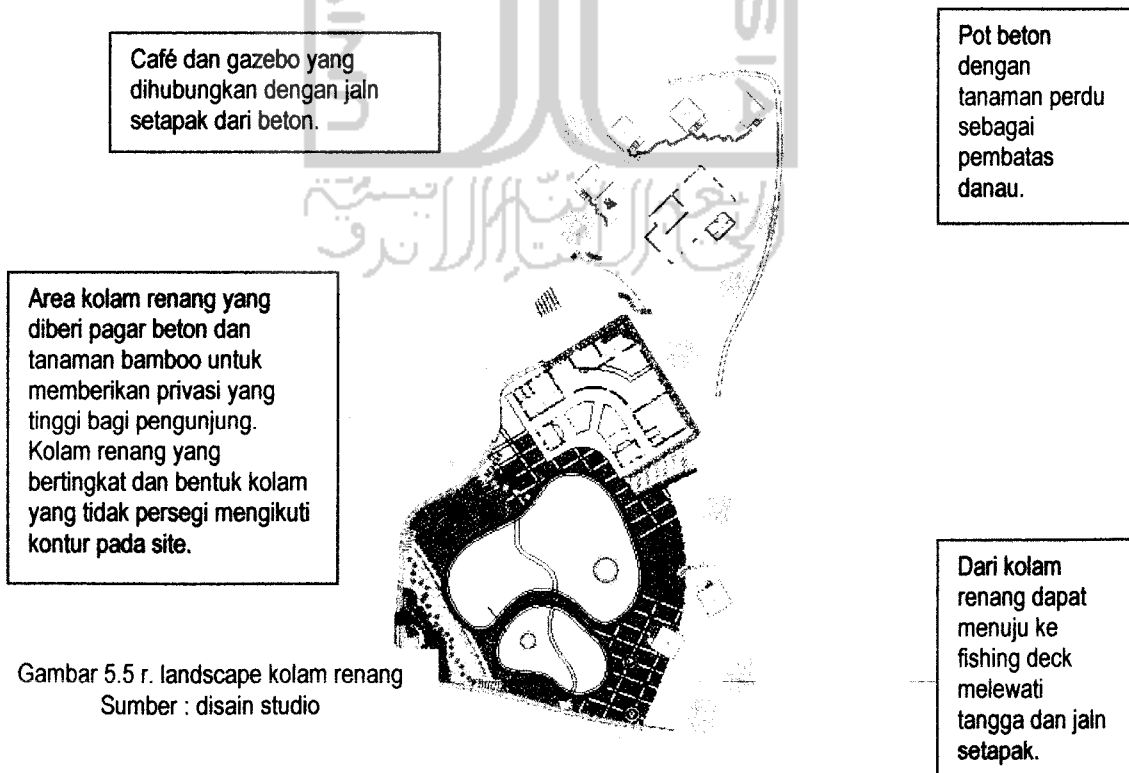 Café dan gazebo yang
dihubungkan dengan jaln
setapak dari beton.
Pot beton
dengan
tanaman perdu
sebagai
pembatas
danau.
Area kolam renang yang
diberi pagar beton dan
tanaman bamboo untuk
memberikan privasi yang
tinggi bagi pengunjung.
Kolam renang yang
bertingkat dan bentuk kolam
yang tidak persegi mengikuti
kontur pada site.
Dari kolam
renang dapat
menuju ke
fishing deck
melewati
tangga dan jaln
setapak.
Gambar 5.5 r. landscape kolam renang
Sumber : disain studio